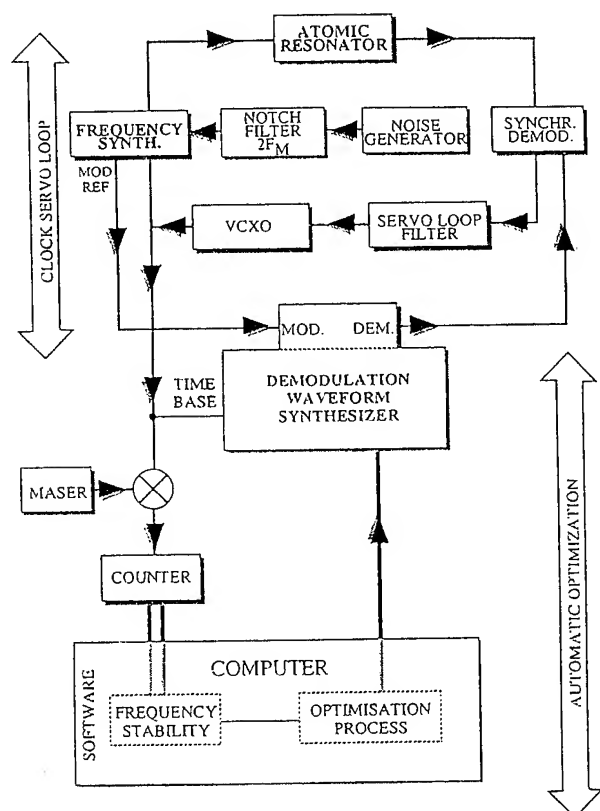 ATOMIC
RESONATOR
FREQUENCY
SYNTH.
NOTCH
FILTER
2FM
NOISE
GENERATOR
SYNCHR.
DEMOD.
MOD
REF
VCXO
SERVO LOOP
FILTER
CLOCK SERVO LOOP
MOD. DEM.
DEMODULATION
WAVEFORM
SYNTHESIZER
TIME
BASE
MASER
COUNTER
AUTOMATIC OPTIMIZATION
COMPUTER
SOFTWARE
FREQUENCY
STABILITY
OPTIMISATION
PROCESS